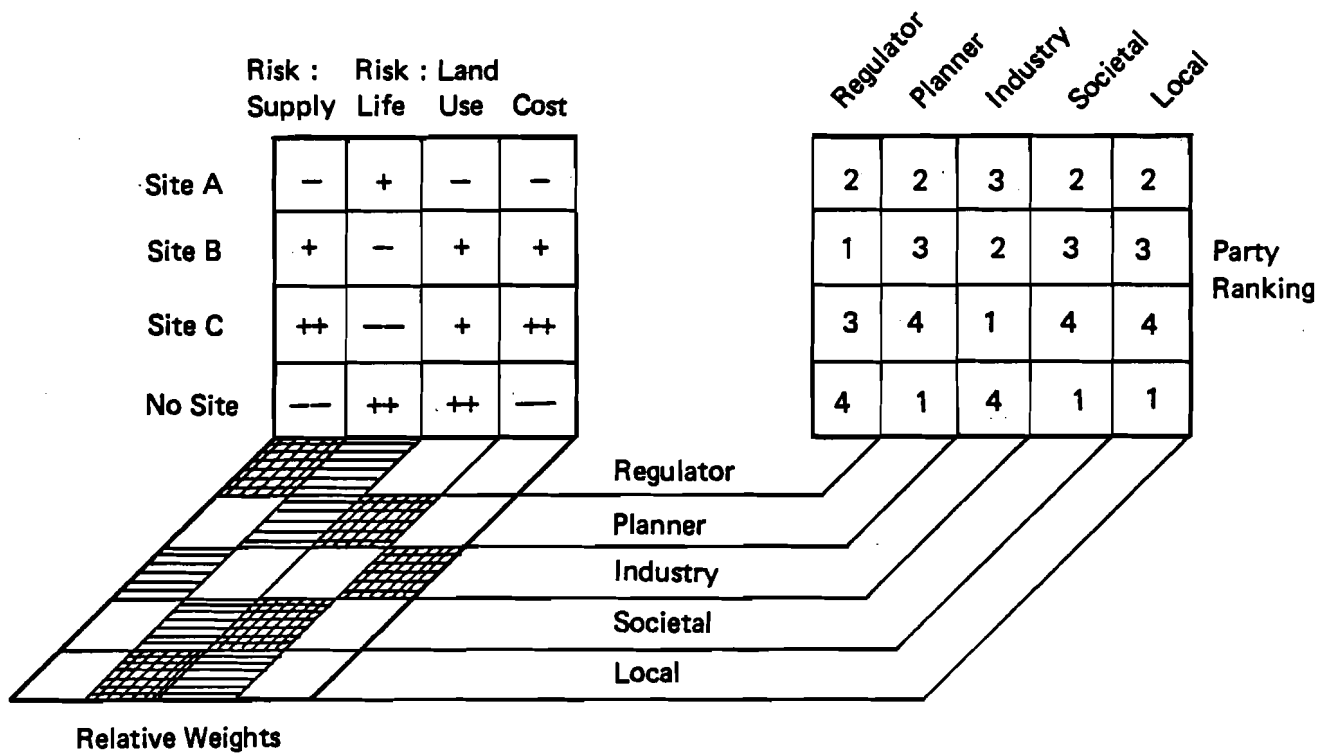 Risk : Risk : Land
Supply Life Use Cost
Regulator Planner Industry Societal Local
Site A − + − − 2 2 3 2 2
Site B + − + + 1 3 2 3 3
Party
Ranking
Site C ++ −− + ++ 3 4 1 4 4
No Site −− ++ ++ −− 4 1 4 1 1
Regulator
Planner
Industry
Societal
Local
Relative Weights